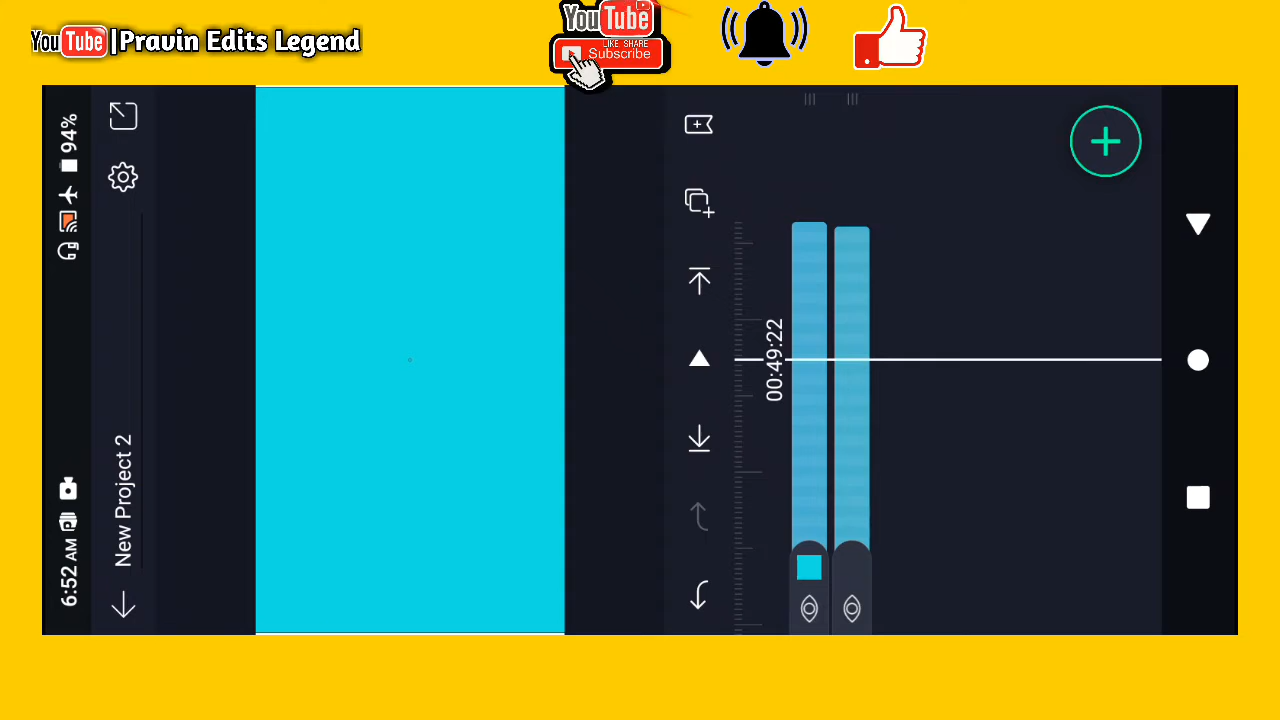 YouTube |Pravin Edits Legend
YouTube
LIKE SHARE
Subscribe
6:52 AM 94%
New Project 2
00:49:22